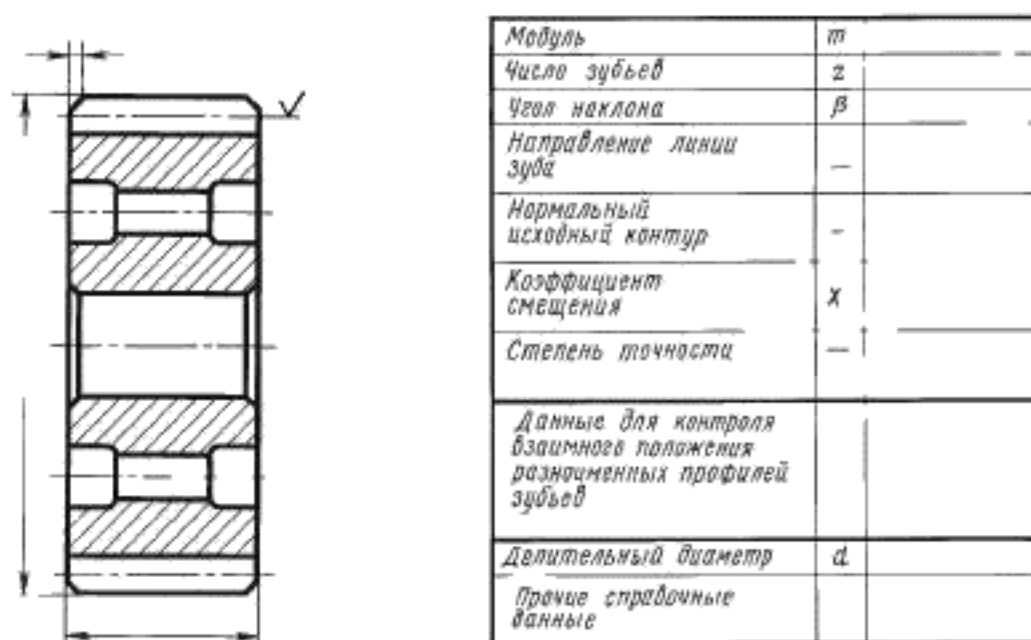 Модуль m
Число зубьев z
Угол наклона β
Направление линии
зуба —
Нормальный
исходный контур -
Коэффициент
смещения x
Степень точности —
Данные для контроля
взаимного положения
разноименных профилей
зубьев
Делительный диаметр d
Прочие справочные
данные